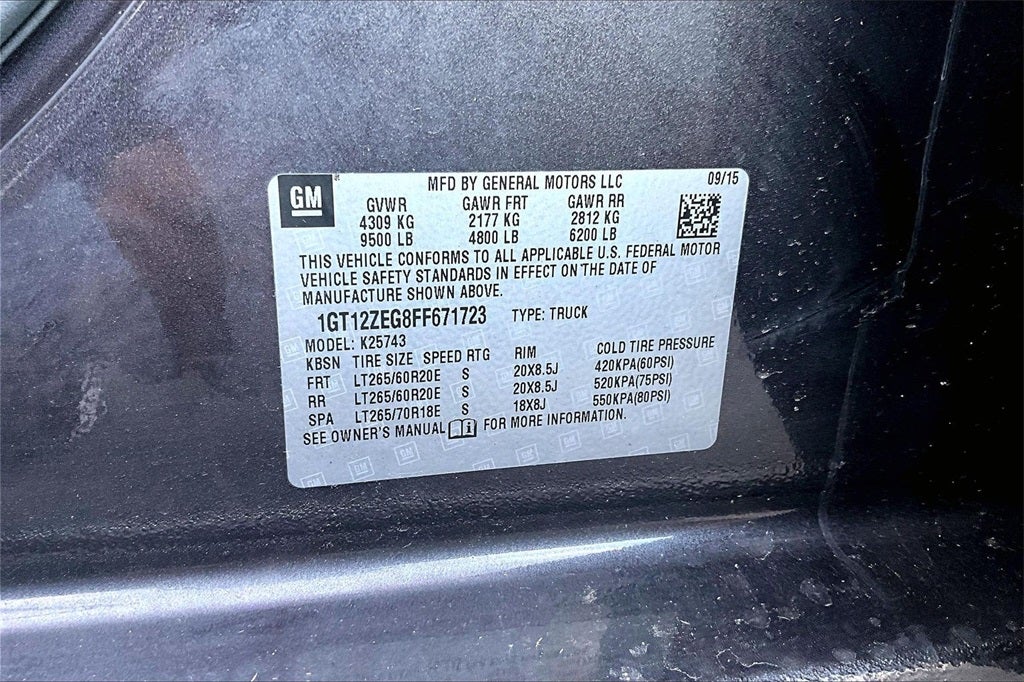 GM
MFD BY GENERAL MOTORS LLC 09/15
GVWR GAWR FRT GAWR RR
4309 KG 2177 KG 2812 KG
9500 LB 4800 LB 6200 LB
THIS VEHICLE CONFORMS TO ALL APPLICABLE U.S. FEDERAL MOTOR
VEHICLE SAFETY STANDARDS IN EFFECT ON THE DATE OF
MANUFACTURE SHOWN ABOVE.
1GT12ZEG8FF671723 TYPE: TRUCK
MODEL: K25743
KBSN TIRE SIZE SPEED RTG RIM COLD TIRE PRESSURE
FRT LT265/60R20E S 20X8.5J 420KPA(60PSI)
RR LT265/60R20E S 20X8.5J 520KPA(75PSI)
SPA LT265/70R18E S 18X8J 550KPA(80PSI)
SEE OWNER'S MANUAL FOR MORE INFORMATION.